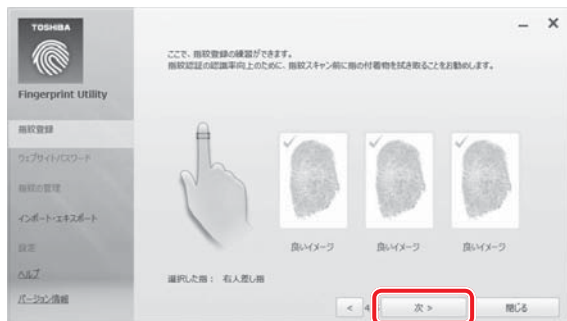 TOSHIBA
Fingerprint Utility
指紋登録
ウェブサイト/パスワード
指紋の管理
インポート・エクスポート
設定
ヘルプ
バージョン情報
ここで、指紋登録の練習ができます。
指紋認証の認識率向上のために、指紋スキャン前に指の付着物を拭き取ることをお勧めします。
良いイメージ
良いイメージ
良いイメージ
選択した指： 右人差し指
< 4
次 >
閉じる